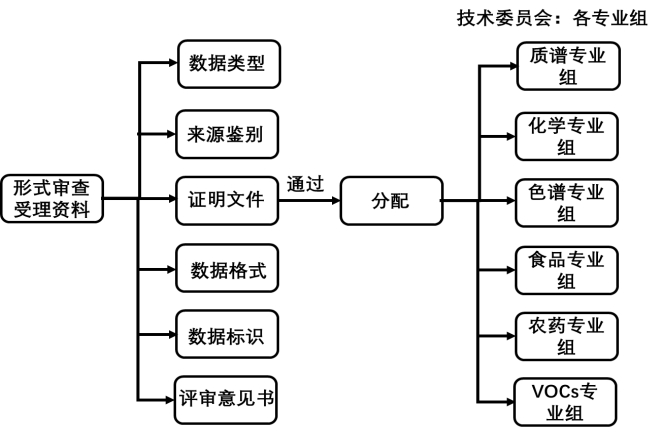 技术委员会：各专业组
数据类型
来源鉴别
形式审查
受理资料
证明文件
数据格式
数据标识
评审意见书
通过
分配
质谱专业
组
化学专业
组
色谱专业
组
食品专业
组
农药专业
组
VOCs专
业组